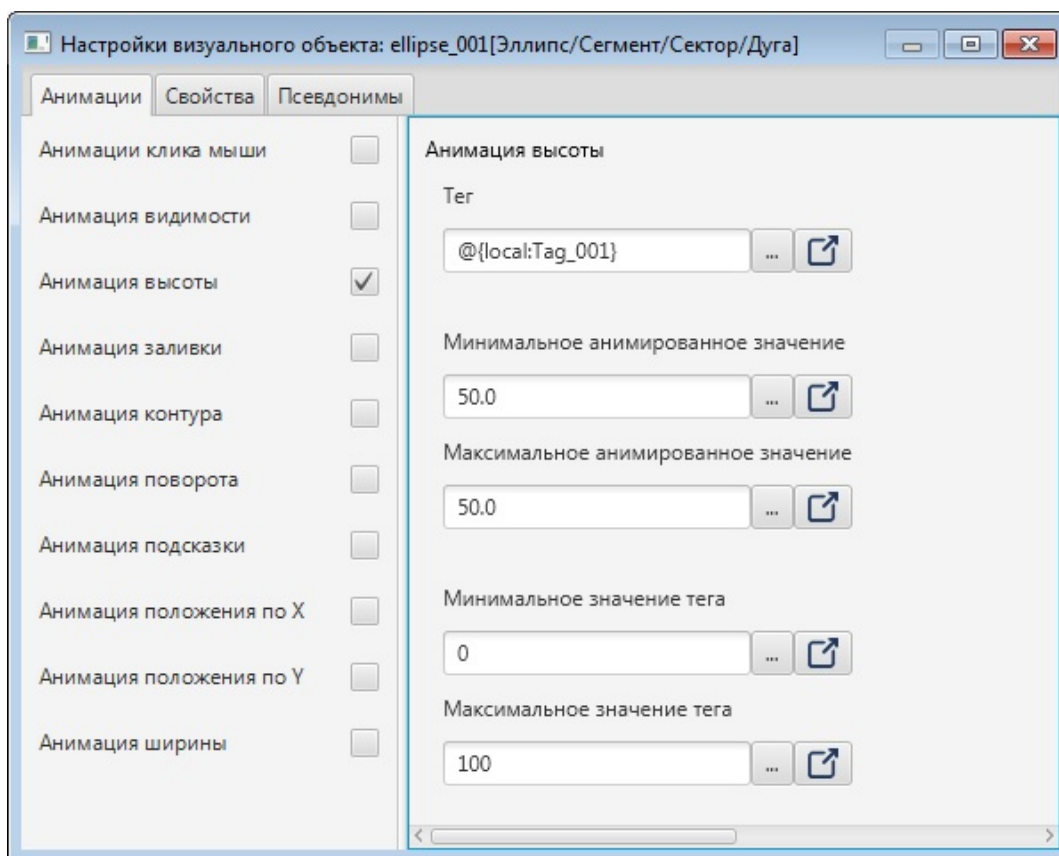 Настройки визуального объекта: ellipse_001[Эллипс/Сегмент/Сектор/Дуга]
Анимации Свойства Псевдонимы
Анимации клика мыши
Анимация видимости
Анимация высоты
Анимация заливки
Анимация контура
Анимация поворота
Анимация подсказки
Анимация положения по X
Анимация положения по Y
Анимация ширины
Анимация высоты
Тег
@{local:Tag_001} ...
Минимальное анимированное значение
50.0 ...
Максимальное анимированное значение
50.0 ...
Минимальное значение тега
0 ...
Максимальное значение тега
100 ...